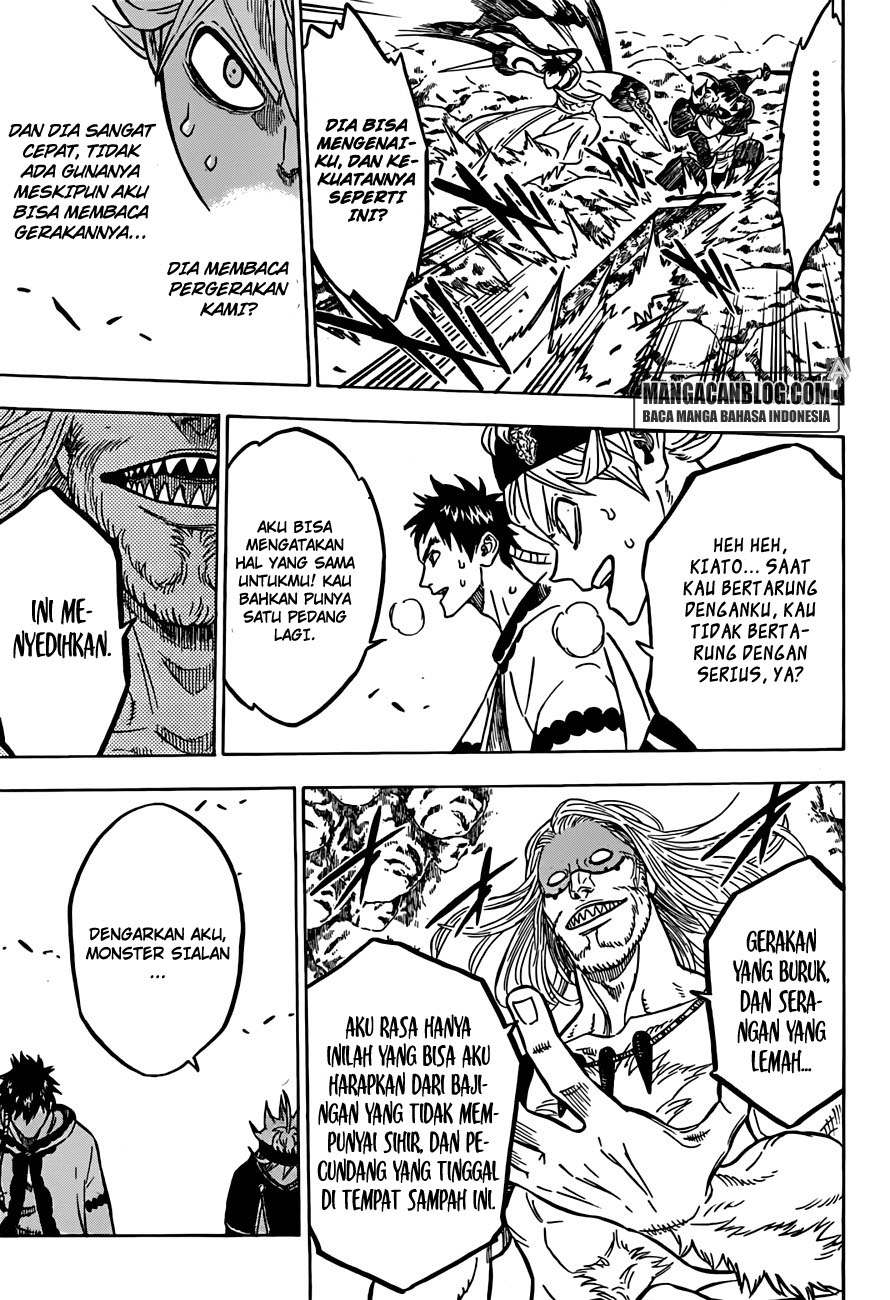 .........
DIA BISA
MENGENAI-
KU, DAN KE-
KUATANNYA
SEPERTI
INI?
DAN DIA SANGAT
CEPAT, TIDAK
ADA GUNANYA
MESKIPUN AKU
BISA MEMBACA
GERAKANNYA...
DIA MEMBACA
PERGERAKAN
KAMI?
MANGACANBLOG.COM
BACA MANGA BAHASA INDONESIA
HEH HEH,
KIATO... SAAT
KAU BERTARUNG
DENGANKU, KAU
TIDAK BERTA-
RUNG DENGAN
SERIUS, YA?
AKU BISA
MENGATAKAN
HAL YANG SAMA
UNTUKMU! KAU
BAHKAN PUNYA
SATU PEDANG
LAGI.
INI ME-
NYEDIHKAN.
GERAKAN
YANG BURUK,
DAN SERA-
NGAN YANG
LEMAH...
AKU RASA HANYA
INILAH YANG BISA AKU
HARAPKAN DARI BAJI-
NGAN YANG TIDAK MEM-
PUNYAI SIHIR, DAN PE-
CUNDANG YANG TINGGAL
DI TEMPAT SAMPAH INI.
DENGARKAN AKU,
MONSTER SIALAN
...